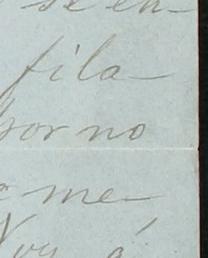 se en-
fila
por no
me-
Voy á